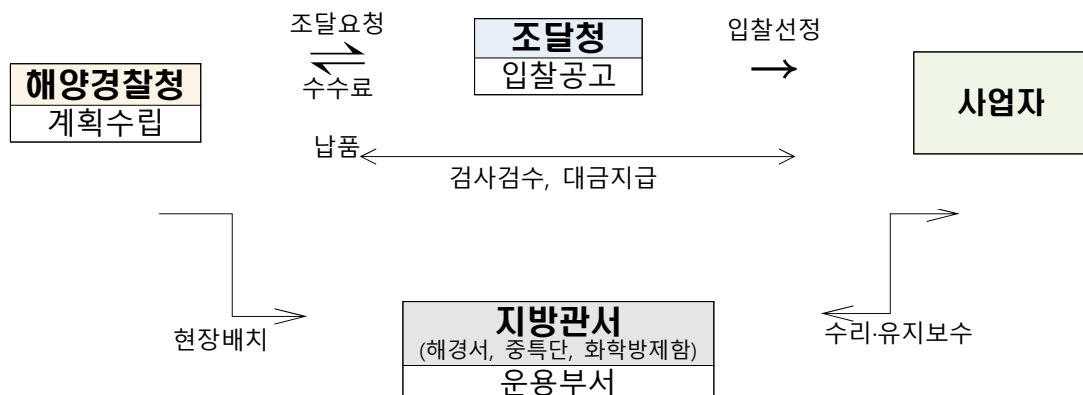 조달요청
수수료
조달청
입찰공고
입찰선정
해양경찰청
계획수립
사업자
납품
검사검수, 대금지급
현장배치
지방관서
(해경서, 중특단, 화학방제함)
운용부서
수리·유지보수